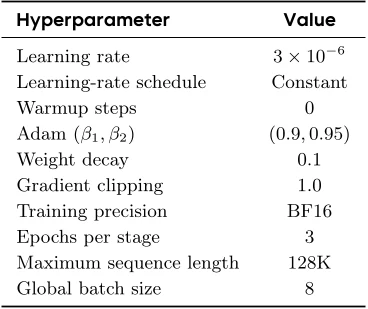 Hyperparameter Value
Learning rate 3 × 10⁻⁶
Learning-rate schedule Constant
Warmup steps 0
Adam (β₁, β₂) (0.9, 0.95)
Weight decay 0.1
Gradient clipping 1.0
Training precision BF16
Epochs per stage 3
Maximum sequence length 128K
Global batch size 8